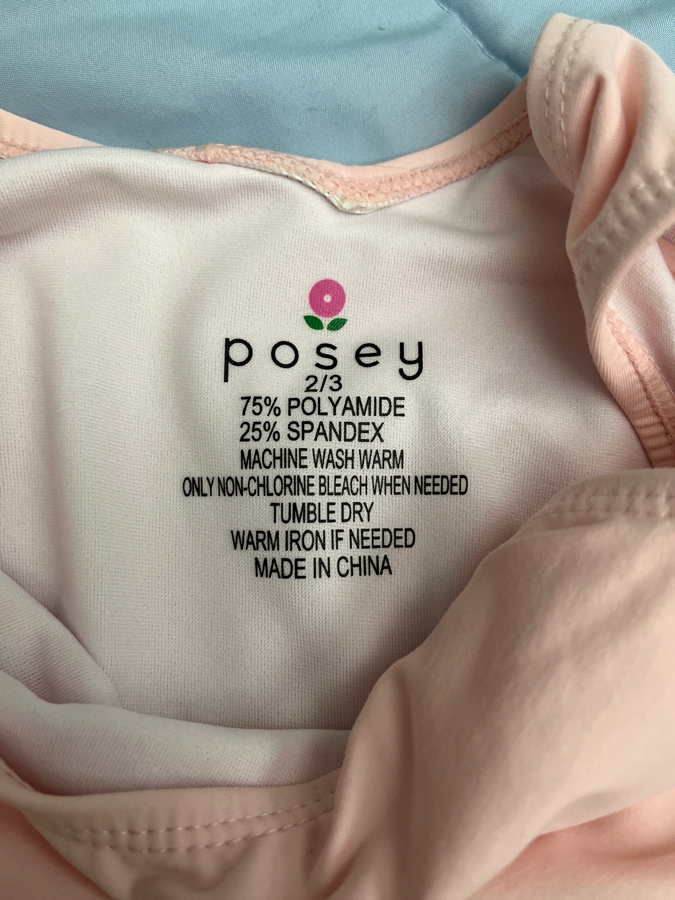 posey
2/3
75% POLYAMIDE
25% SPANDEX
MACHINE WASH WARM
ONLY NON-CHLORINE BLEACH WHEN NEEDED
TUMBLE DRY
WARM IRON IF NEEDED
MADE IN CHINA